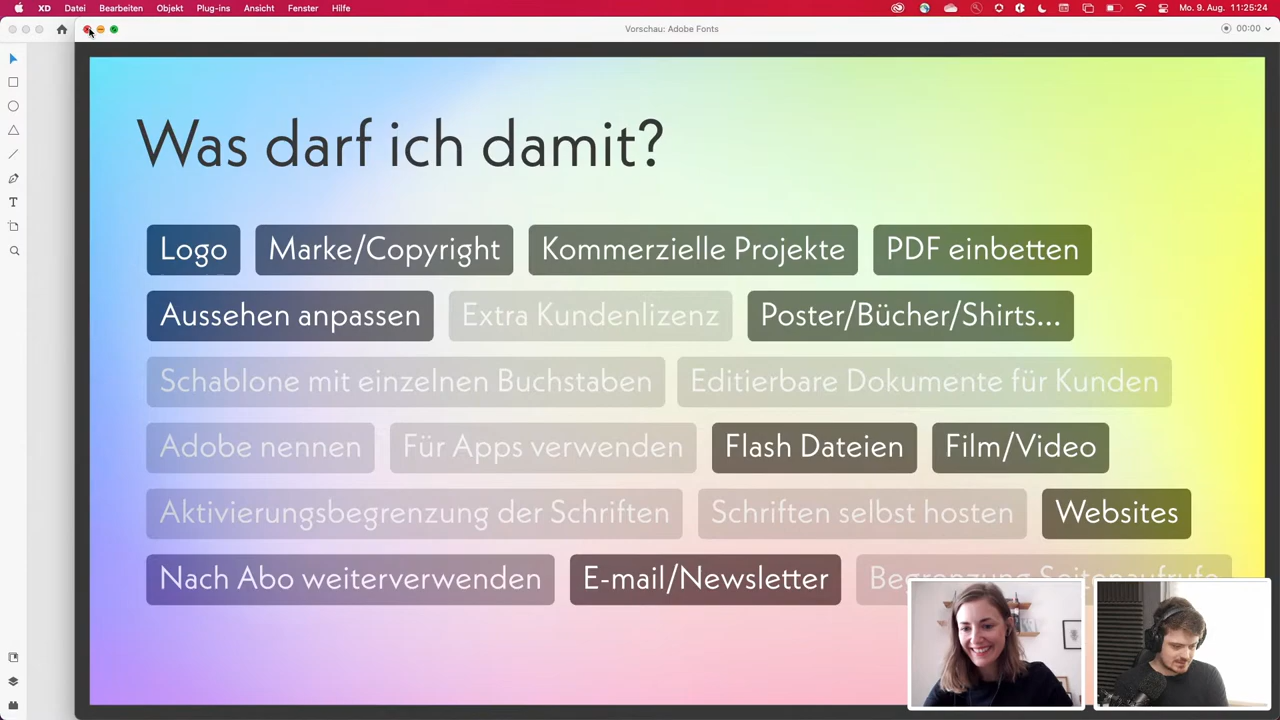 XD Datei Bearbeiten Objekt Plug-ins Ansicht Fenster Hilfe Mo. 9. Aug. 11:25:24
Vorschau: Adobe Fonts 00:00
Was darf ich damit?
Logo Marke/Copyright Kommerzielle Projekte PDF einbetten
Aussehen anpassen Extra Kundenlizenz Poster/Bücher/Shirts...
Schablone mit einzelnen Buchstaben Editierbare Dokumente für Kunden
Adobe nennen Für Apps verwenden Flash Dateien Film/Video
Aktivierungsbegrenzung der Schriften Schriften selbst hosten Websites
Nach Abo weiterverwenden E-mail/Newsletter Begrenzung Seitenaufrufe